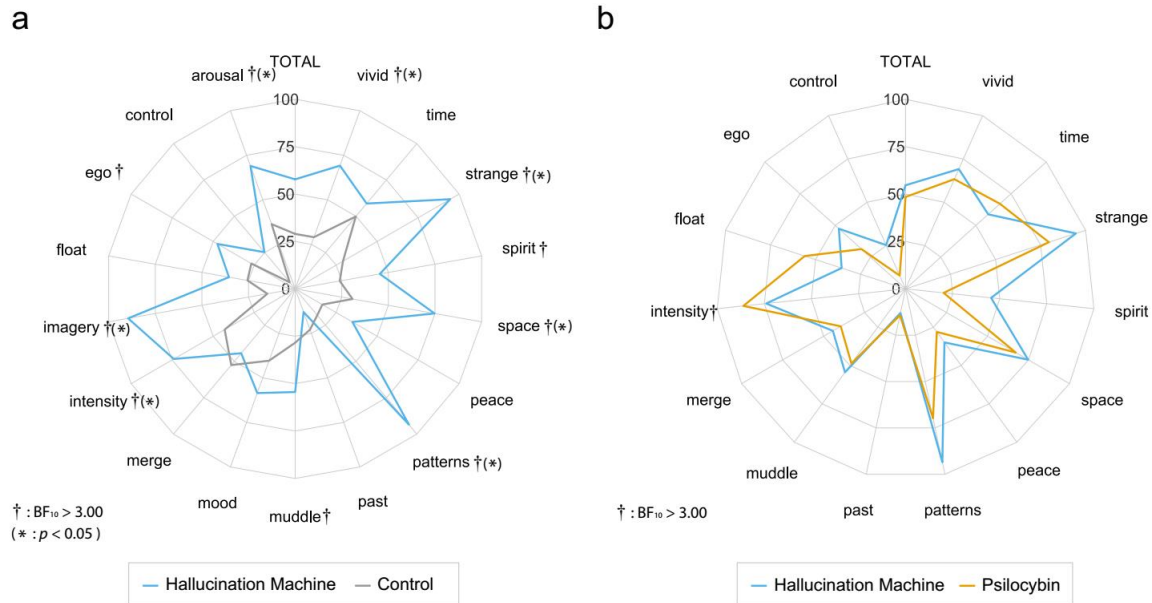 a
TOTAL
arousal †(*)
vivid †(*)
control
time
ego †
strange †(*)
float
spirit †
imagery †(*)
space †(*)
intensity †(*)
peace
merge
patterns †(*)
mood
past
muddle†
100
75
50
25
0
† : BF₁₀ > 3.00
( * : p < 0.05 )
Hallucination Machine
Control
b
TOTAL
control
vivid
ego
time
float
strange
intensity†
spirit
merge
space
muddle
peace
past
patterns
100
75
50
25
0
† : BF₁₀ > 3.00
Hallucination Machine
Psilocybin